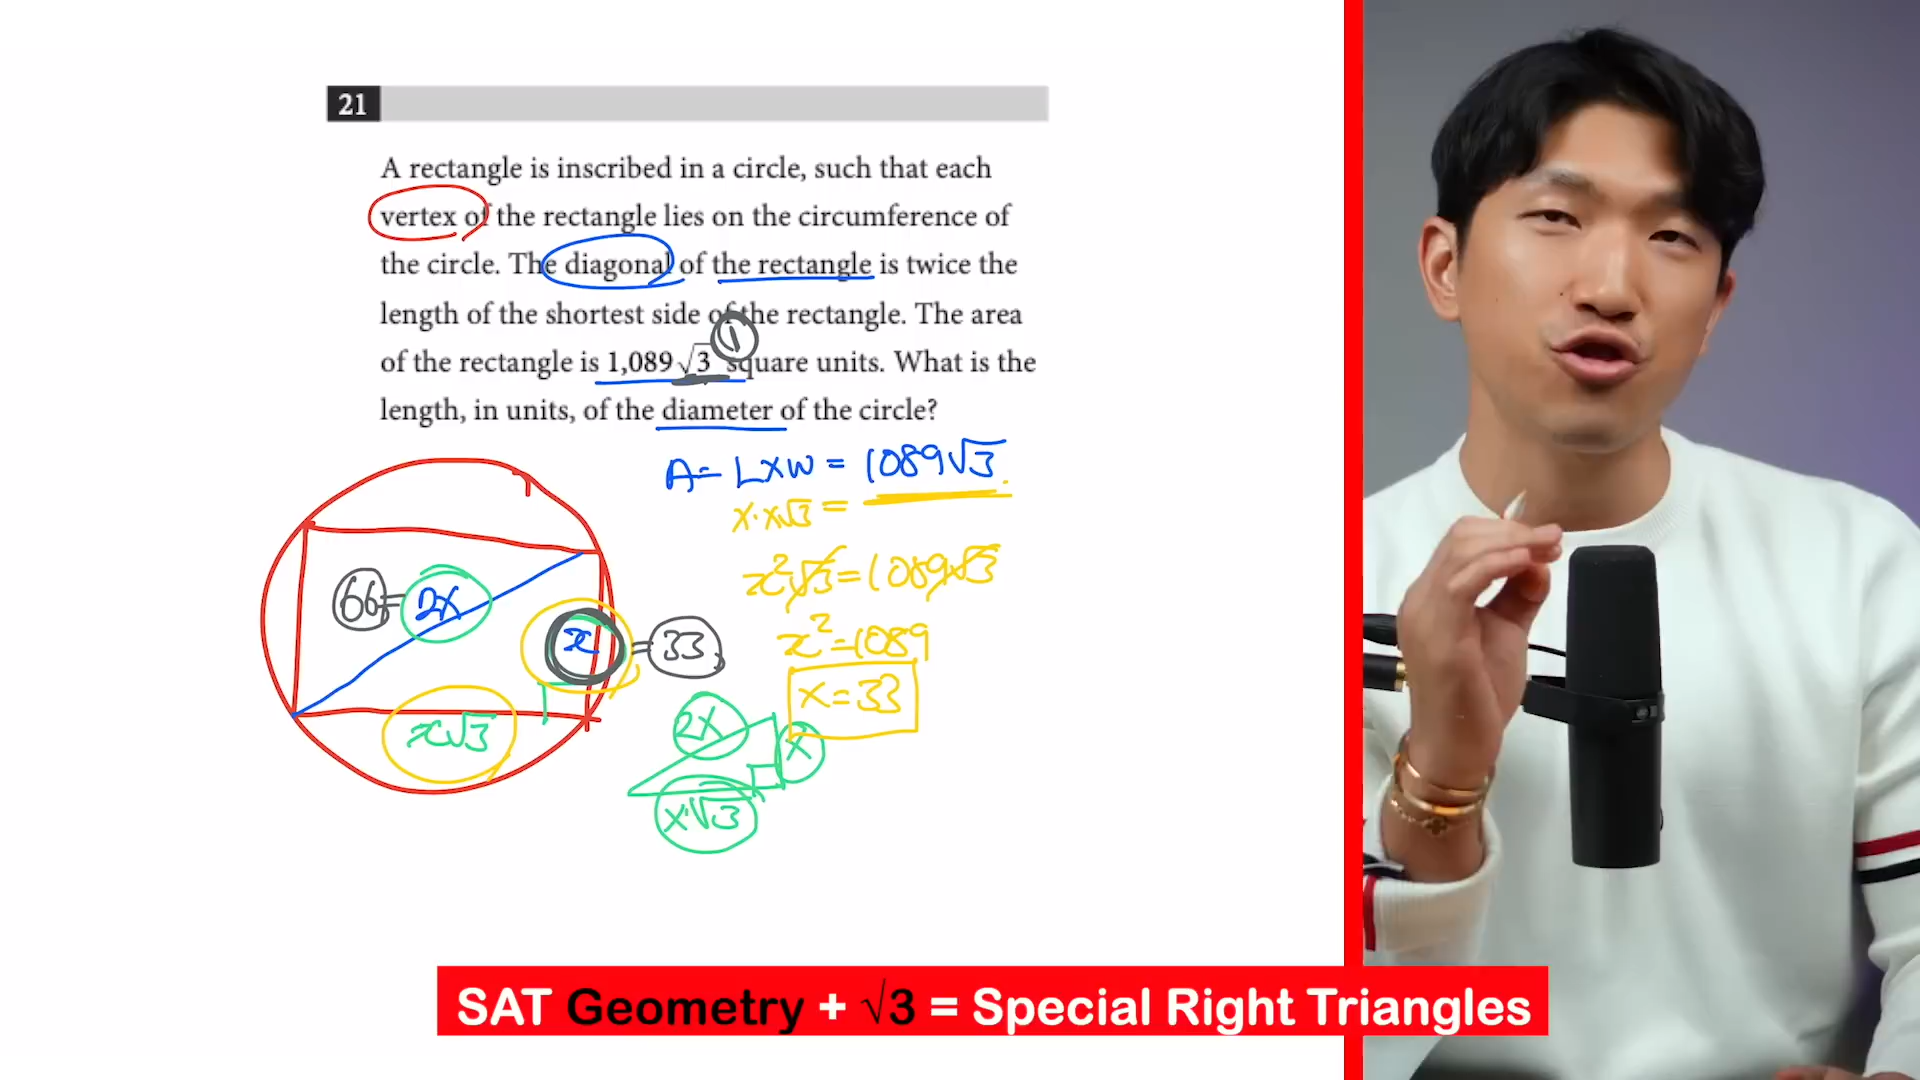 21
A rectangle is inscribed in a circle, such that each
vertex of the rectangle lies on the circumference of
the circle. The diagonal of the rectangle is twice the
length of the shortest side of the rectangle. The area
of the rectangle is 1,089√3 square units. What is the
length, in units, of the diameter of the circle?
A = L X W = 1089√3
x · x√3 =
x²√3 = 1089√3
x² = 1089
x = 33
66 = 2x
x = 33
x√3
2x
x
x·√3
1
SAT Geometry + √3 = Special Right Triangles